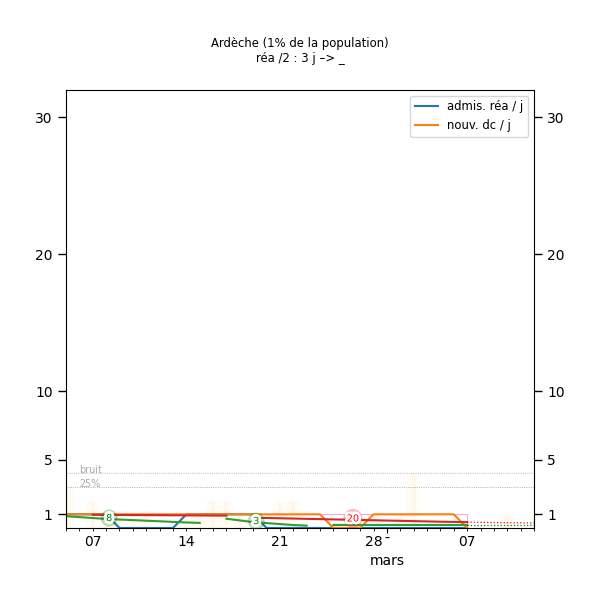 Ardèche (1% de la population)
réa /2 : 3 j –> _
admis. réa / j
nouv. dc / j
30 30
20 20
10 10
5 5
bruit
25%
1 1
8 3 20
07 14 21 28 07
mars